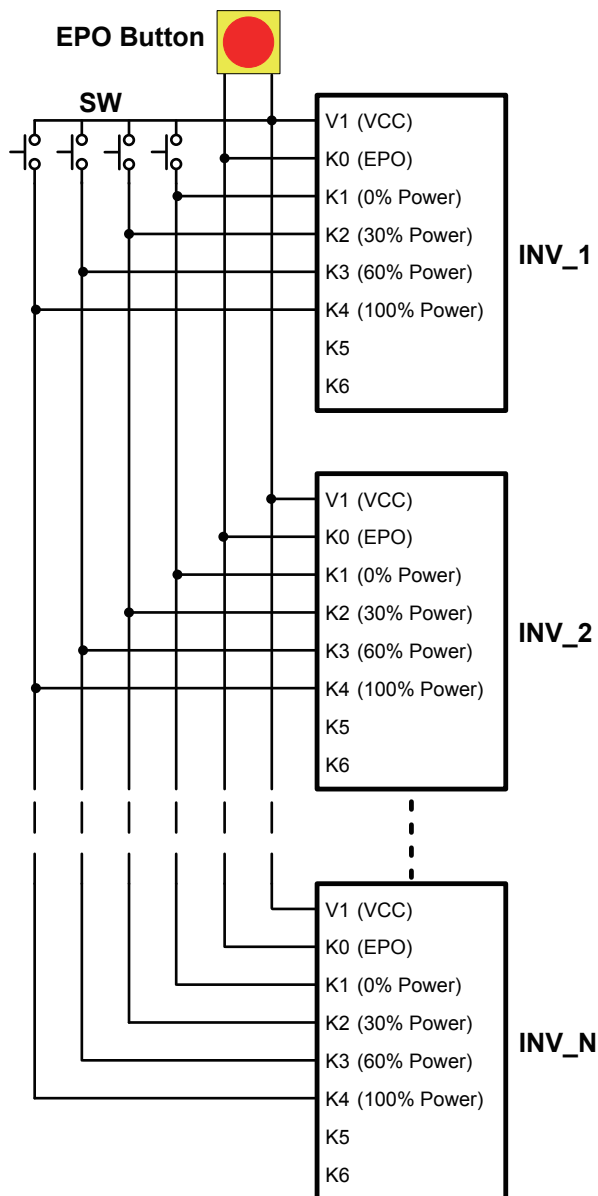 EPO Button
SW
V1 (VCC)
K0 (EPO)
K1 (0% Power)
K2 (30% Power)
K3 (60% Power)
K4 (100% Power)
K5
K6
INV_1
V1 (VCC)
K0 (EPO)
K1 (0% Power)
K2 (30% Power)
K3 (60% Power)
K4 (100% Power)
K5
K6
INV_2
V1 (VCC)
K0 (EPO)
K1 (0% Power)
K2 (30% Power)
K3 (60% Power)
K4 (100% Power)
K5
K6
INV_N